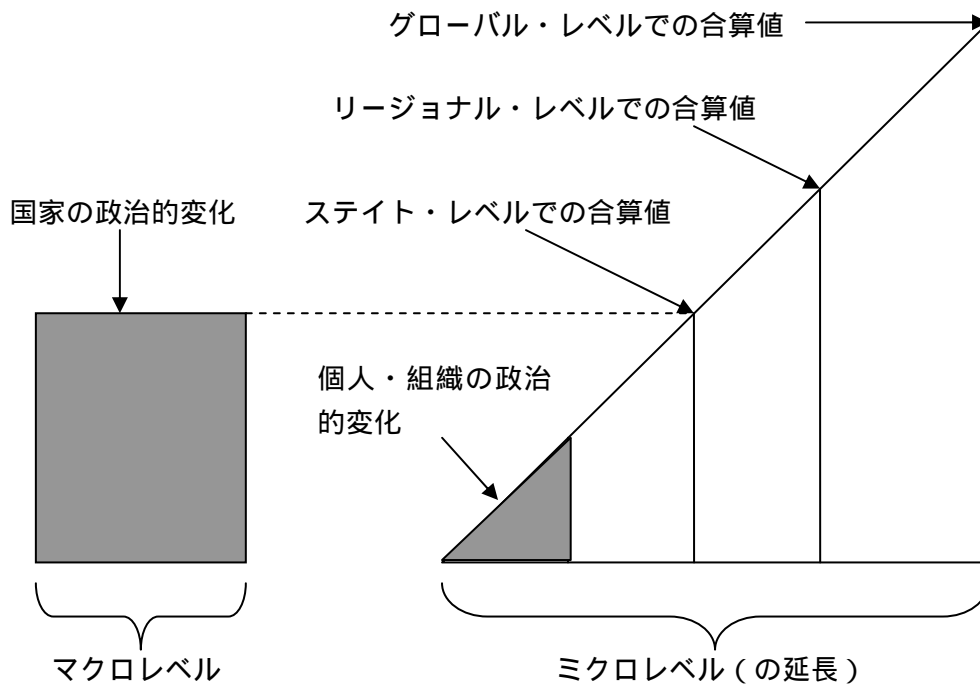 グローバル・レベルでの合算値
リージョナル・レベルでの合算値
国家の政治的変化
ステイト・レベルでの合算値
個人・組織の政治
的変化
マクロレベル
ミクロレベル(の延長)